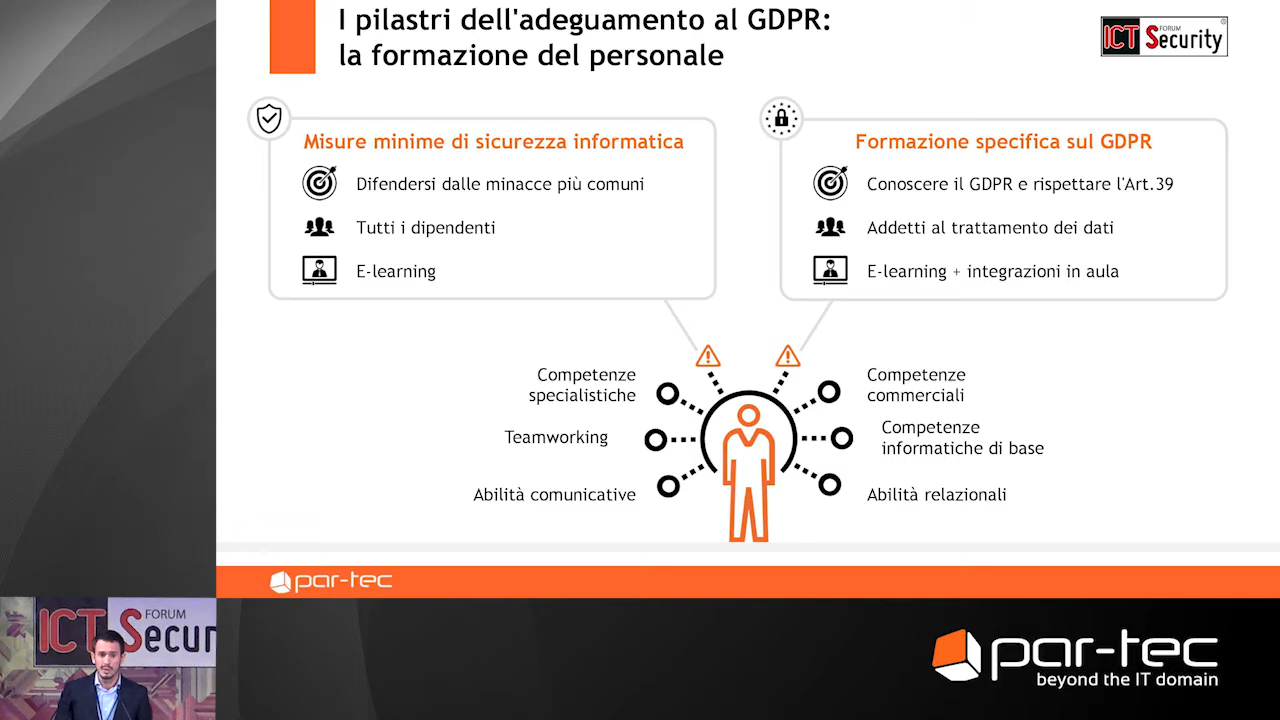 I pilastri dell'adeguamento al GDPR:
la formazione del personale
ICT FORUM Security ®
Misure minime di sicurezza informatica
Difendersi dalle minacce più comuni
Tutti i dipendenti
E-learning
Formazione specifica sul GDPR
Conoscere il GDPR e rispettare l'Art.39
Addetti al trattamento dei dati
E-learning + integrazioni in aula
Competenze
specialistiche
Teamworking
Abilità comunicative
Competenze
commerciali
Competenze
informatiche di base
Abilità relazionali
par-tec
ICT FORUM Secur
par-tec
beyond the IT domain